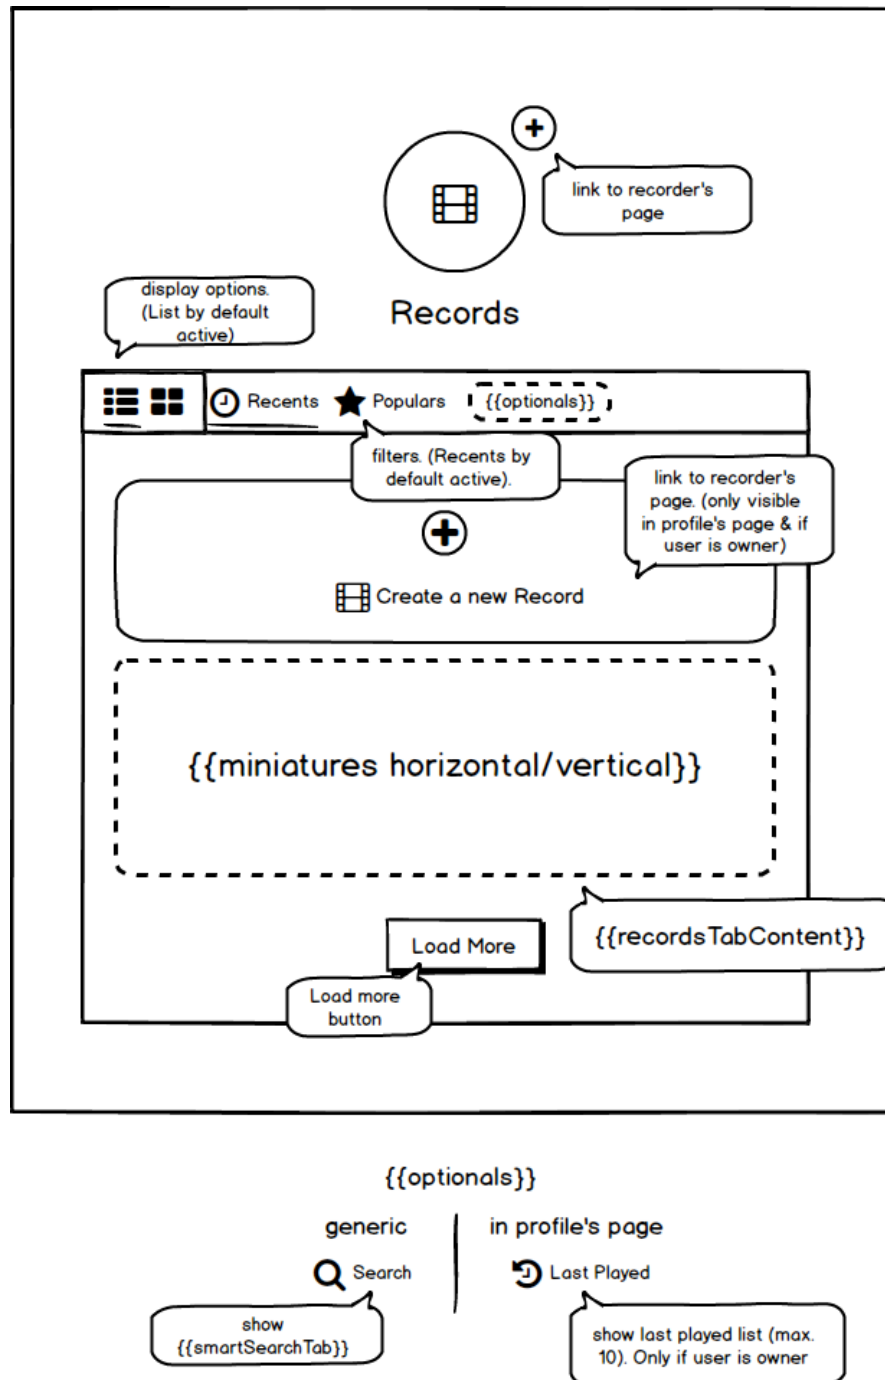 link to recorder's
page
display options.
(List by default
active)
Records
Recents
Populars
{{optionals}}
filters. (Recents by
default active).
link to recorder's
page. (only visible
in profile's page & if
user is owner)
Create a new Record
{{miniatures horizontal/vertical}}
{{recordsTabContent}}
Load More
Load more
button
{{optionals}}
generic
in profile's page
Search
Last Played
show
{{smartSearchTab}}
show last played list (max.
10). Only if user is owner